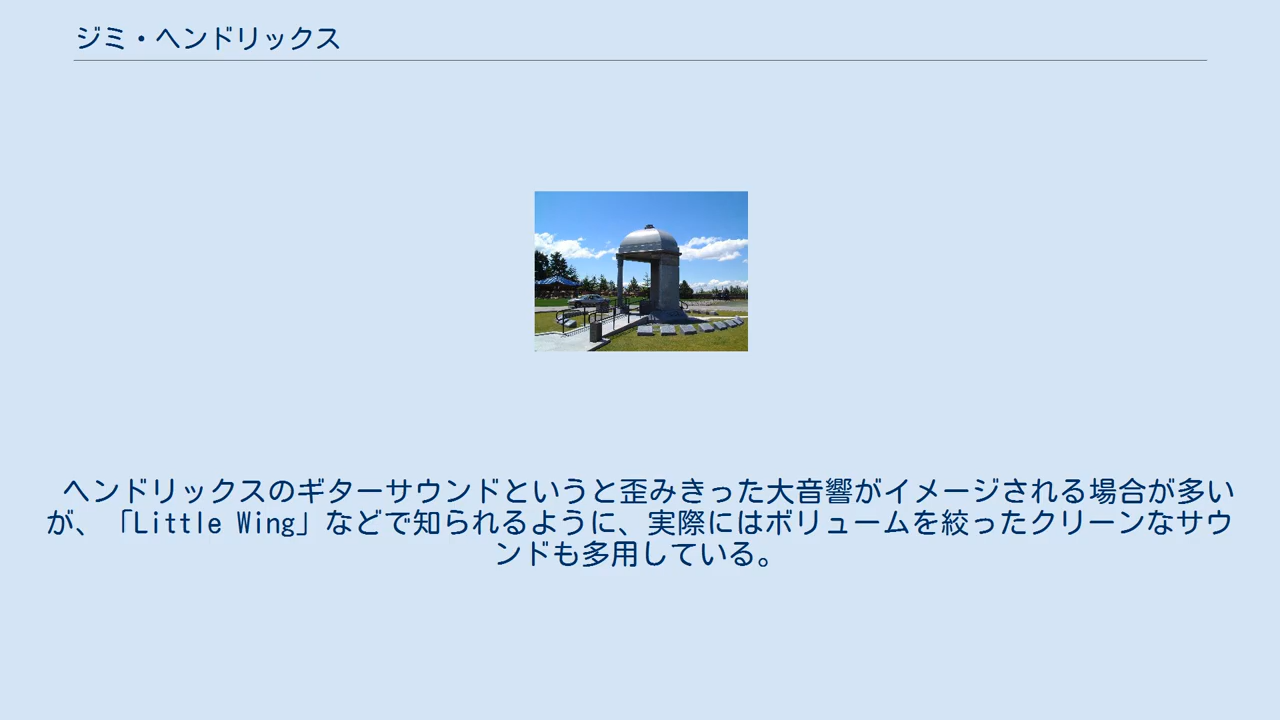 ジミ・ヘンドリックス
ヘンドリックスのギターサウンドというと歪みきった大音響がイメージされる場合が多い
が、「Little Wing」などで知られるように、実際にはボリュームを絞ったクリーンなサウ
ンドも多用している。